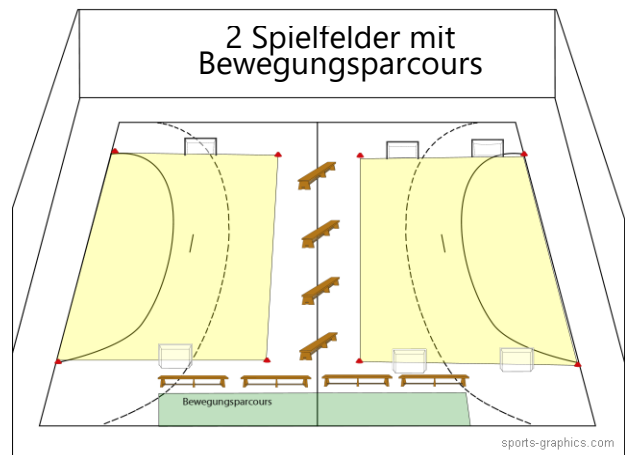 2 Spielfelder mit
Bewegungsparcours
Bewegungsparcours
sports-graphics.com